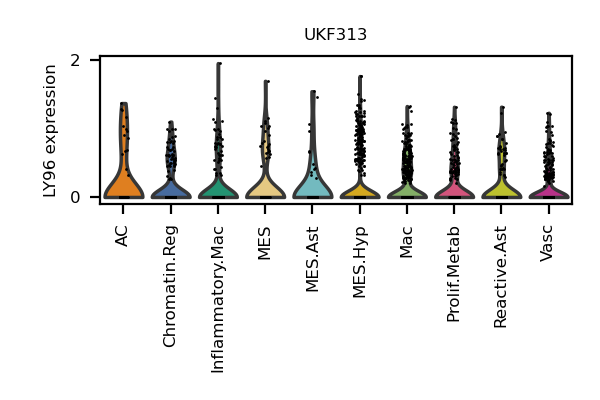 UKF313
LY96 expression
2
0
AC
Chromatin.Reg
Inflammatory.Mac
MES
MES.Ast
MES.Hyp
Mac
Prolif.Metab
Reactive.Ast
Vasc